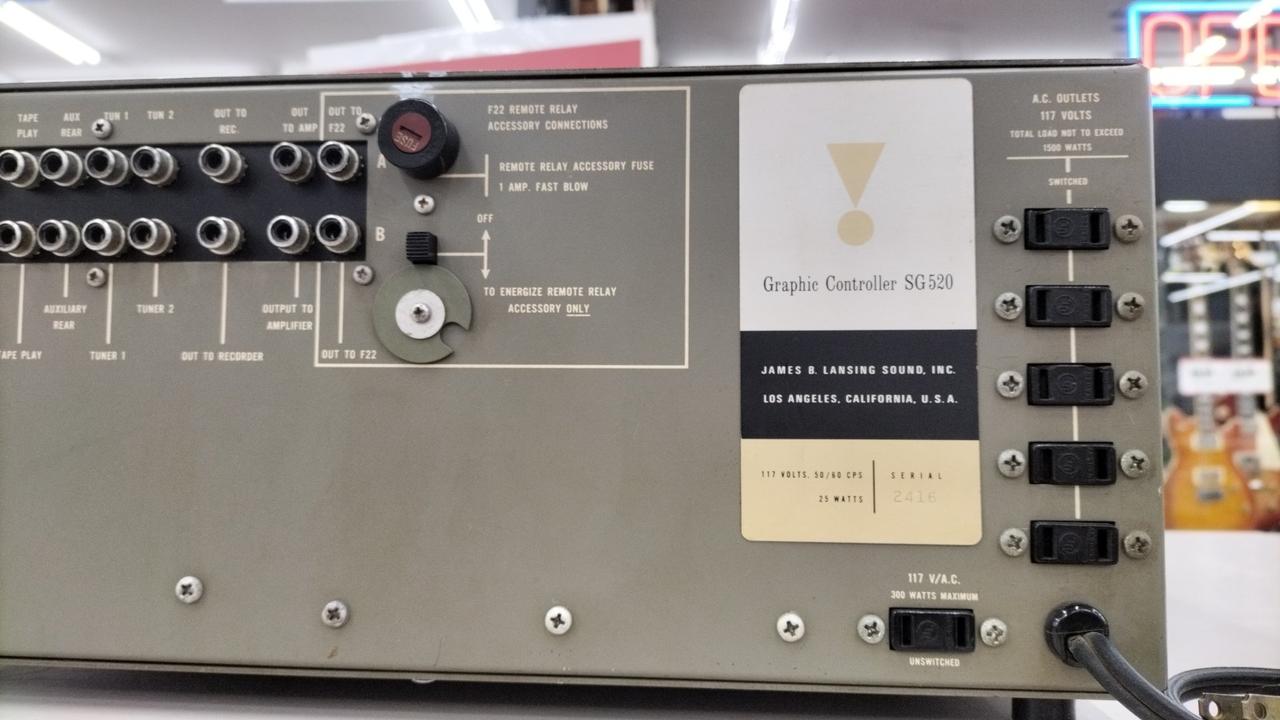 TAPE PLAY
AUX REAR
TUN 1
TUN 2
OUT TO REC.
OUT TO AMP
OUT TO F22
A
B
FUSE
F22 REMOTE RELAY
ACCESSORY CONNECTIONS
REMOTE RELAY ACCESSORY FUSE
1 AMP. FAST BLOW
OFF
TO ENERGIZE REMOTE RELAY
ACCESSORY ONLY
AUXILIARY
REAR
TUNER 2
OUTPUT TO
AMPLIFIER
TAPE PLAY
TUNER 1
OUT TO RECORDER
OUT TO F22
Graphic Controller SG520
JAMES B. LANSING SOUND, INC.
LOS ANGELES, CALIFORNIA, U.S.A.
117 VOLTS, 50/60 CPS
25 WATTS
SERIAL
2416
A.C. OUTLETS
117 VOLTS
TOTAL LOAD NOT TO EXCEED
1500 WATTS
SWITCHED
117 V/A.C.
300 WATTS MAXIMUM
UNSWITCHED